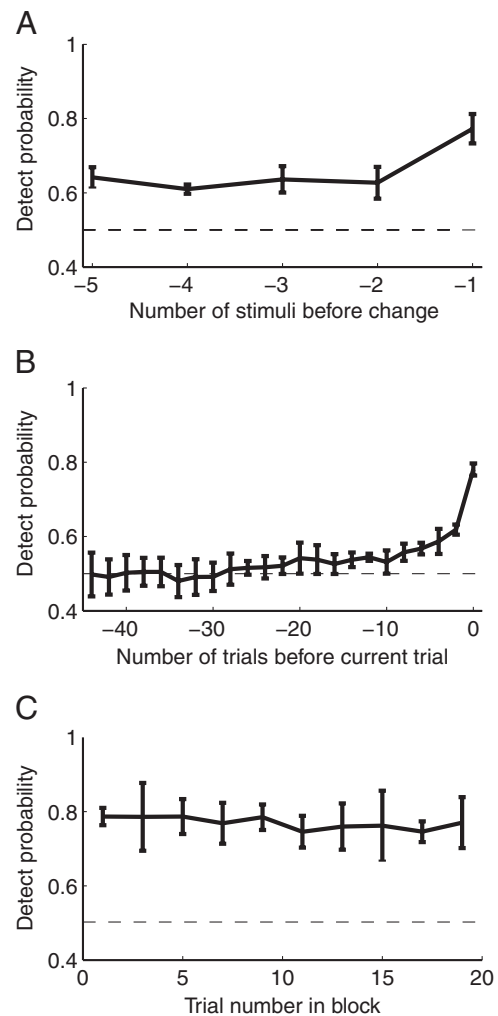 A
1
0.8
0.6
0.4
Detect probability
−5 −4 −3 −2 −1
Number of stimuli before change
B
1
0.8
0.6
0.4
Detect probability
−40 −30 −20 −10 0
Number of trials before current trial
C
1
0.8
0.6
0.4
Detect probability
0 5 10 15 20
Trial number in block